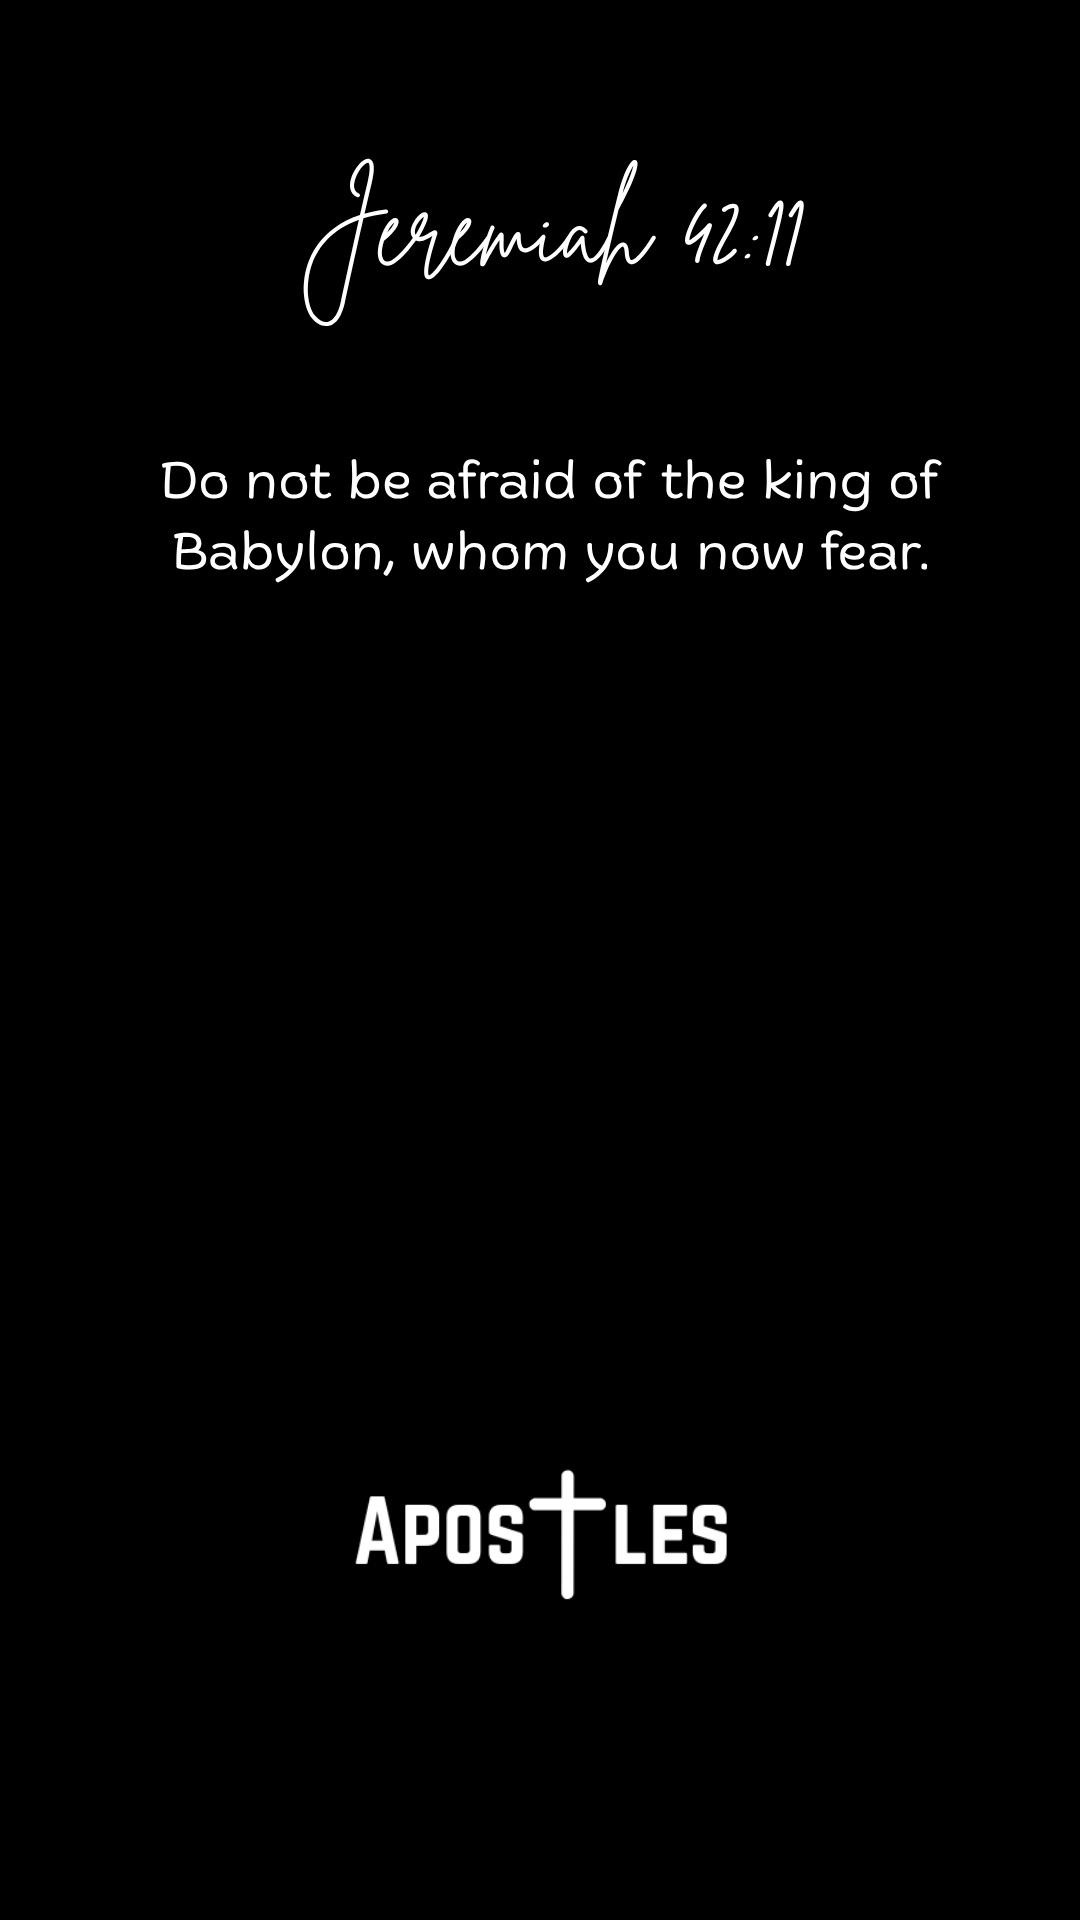 Jeremiah 42:11
Do not be afraid of the king of
Babylon, whom you now fear.
Apostles